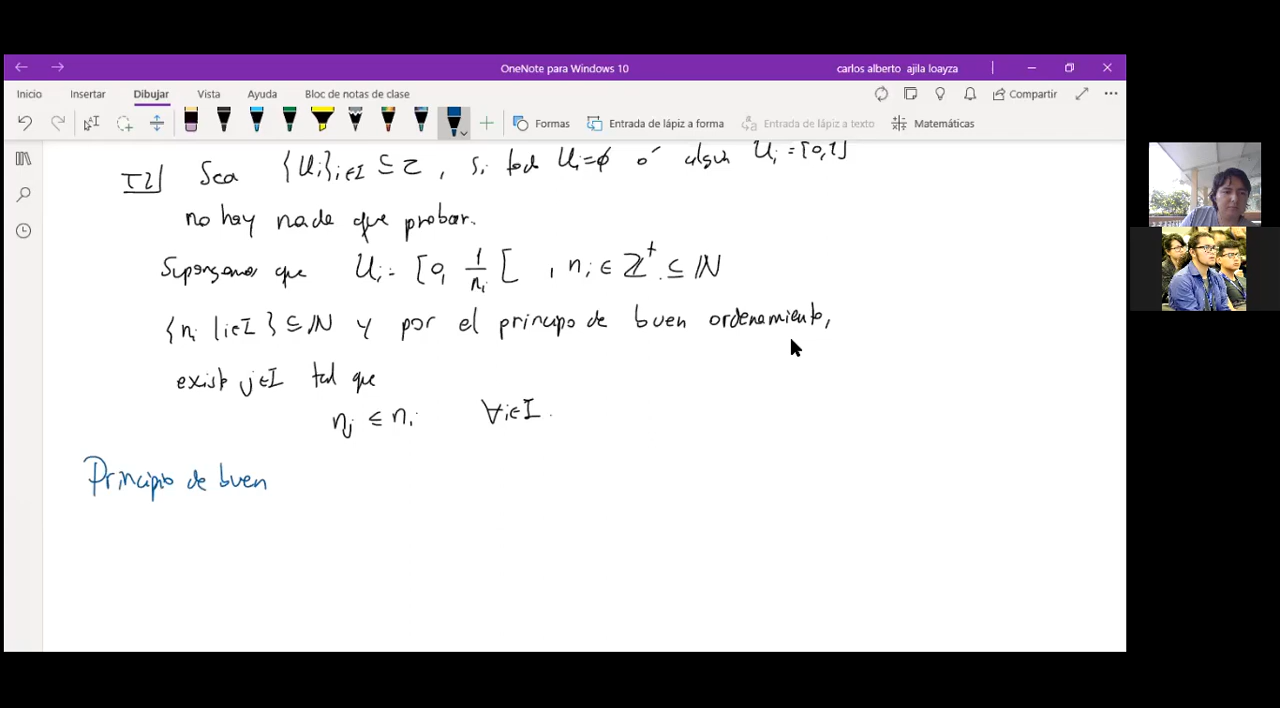 OneNote para Windows 10
carlos alberto ajila loayza
Inicio Insertar Dibujar Vista Ayuda Bloc de notas de clase
Compartir
Formas Entrada de lápiz a forma Entrada de lápiz a texto Matemáticas
T2] Sea {Ui}i∈I ⊆ τ, Si todo Ui=∅ ó algún Ui=[0,1]
no hay nada que probar.
Supongamos que Ui = [0, 1/ni [ , ni ∈ ℤ⁺ ⊆ ℕ
{ni | i∈I} ⊆ ℕ y por el principio de buen ordenamiento,
existe j∈I tal que
nj ≤ ni ∀i∈I.
Principio de buen